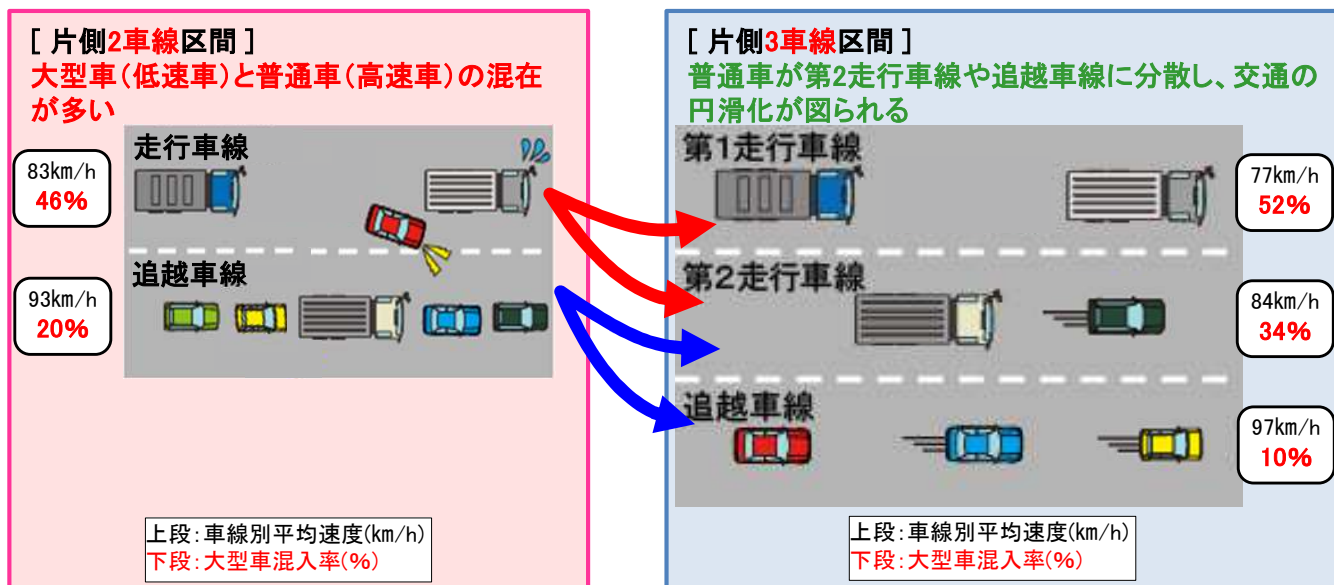 [ 片側2車線区間 ]
大型車(低速車)と普通車(高速車)の混在
が多い
走行車線
83km/h
46%
追越車線
93km/h
20%
上段:車線別平均速度(km/h)
下段:大型車混入率(%)
[ 片側3車線区間 ]
普通車が第2走行車線や追越車線に分散し、交通の
円滑化が図られる
第1走行車線
77km/h
52%
第2走行車線
84km/h
34%
追越車線
97km/h
10%
上段:車線別平均速度(km/h)
下段:大型車混入率(%)